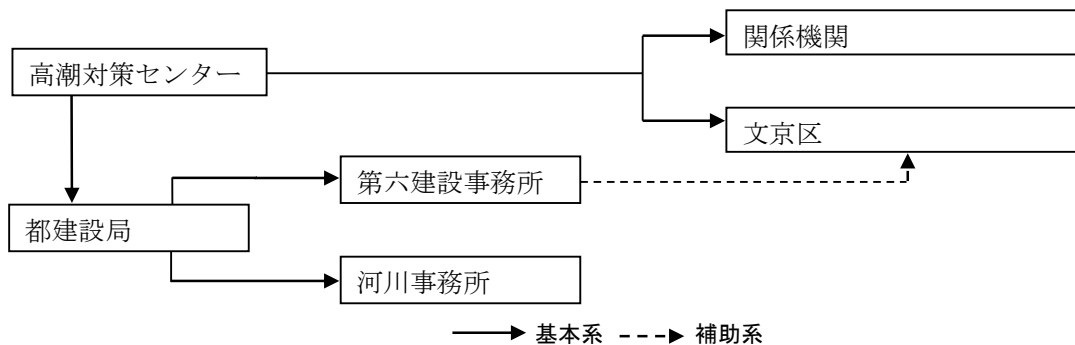 関係機関
高潮対策センター
文京区
第六建設事務所
都建設局
河川事務所
基本系 補助系